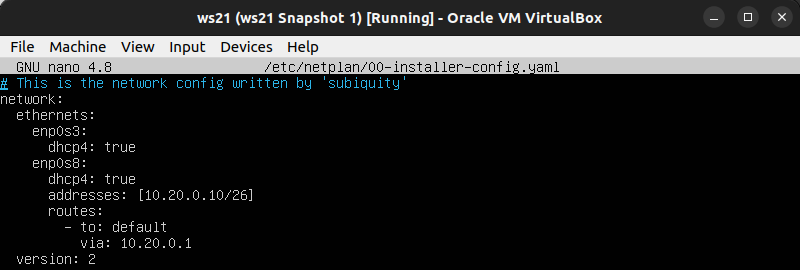 ws21 (ws21 Snapshot 1) [Running] - Oracle VM VirtualBox
File Machine View Input Devices Help
GNU nano 4.8 /etc/netplan/00-installer-config.yaml
# This is the network config written by 'subiquity'
network:
  ethernets:
    enp0s3:
      dhcp4: true
    enp0s8:
      dhcp4: true
      addresses: [10.20.0.10/26]
      routes:
        - to: default
          via: 10.20.0.1
  version: 2